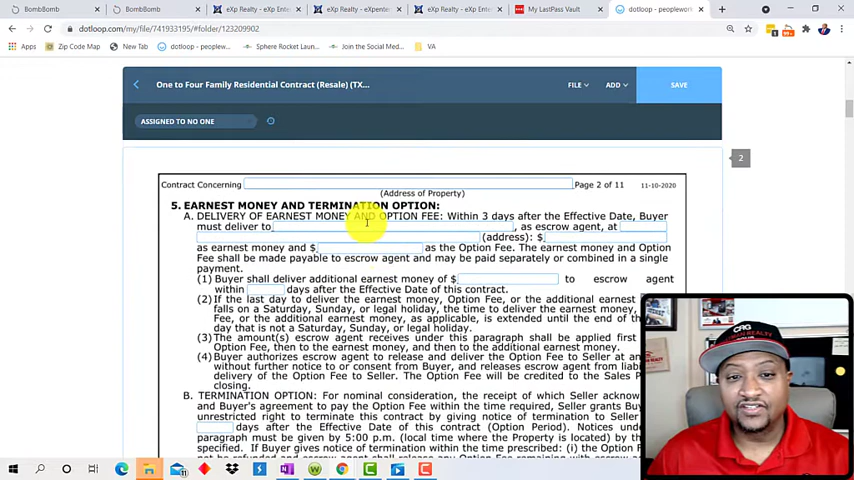 BombBomb
BombBomb
eXp Realty - eXp Ente
eXp Realty - eXpente
eXp Realty - eXp Ente
My LastPass Vault
dotloop - peoplework
dotloop.com/my/file/741933195/#folder/123209902
Apps
Zip Code Map
New Tab
dotloop - peoplew...
Sphere Rocket Laun...
Join the Social Med...
VA
One to Four Family Residential Contract (Resale) (TX...
FILE
ADD
SAVE
ASSIGNED TO NO ONE
2
Contract Concerning
Page 2 of 11
11-10-2020
(Address of Property)
5. EARNEST MONEY AND TERMINATION OPTION:
A. DELIVERY OF EARNEST MONEY AND OPTION FEE: Within 3 days after the Effective Date, Buyer
must deliver to , as escrow agent, at
(address): $
as earnest money and $ as the Option Fee. The earnest money and Option
Fee shall be made payable to escrow agent and may be paid separately or combined in a single
payment.
(1) Buyer shall deliver additional earnest money of $ to escrow agent
within days after the Effective Date of this contract.
(2) If the last day to deliver the earnest money, Option Fee, or the additional earnest
falls on a Saturday, Sunday, or legal holiday, the time to deliver the earnest
Fee, or the additional earnest money, as applicable, is extended until the end of the
day that is not a Saturday, Sunday, or legal holiday.
(3) The amount(s) escrow agent receives under this paragraph shall be applied first
Option Fee, then to the earnest money, and then to the additional earnest money.
(4) Buyer authorizes escrow agent to release and deliver the Option Fee to Seller at
without further notice to or consent from Buyer, and releases escrow agent from
delivery of the Option Fee to Seller. The Option Fee will be credited to the Sales
closing.
B. TERMINATION OPTION: For nominal consideration, the receipt of which Seller
and Buyer's agreement to pay the Option Fee within the time required, Seller grants
unrestricted right to terminate this contract by giving notice of termination to
days after the Effective Date of this contract (Option Period). Notices under
paragraph must be given by 5:00 p.m. (local time where the Property is located) by
specified. If Buyer gives notice of termination within the time prescribed: (i) the Option
CRG
REALTY